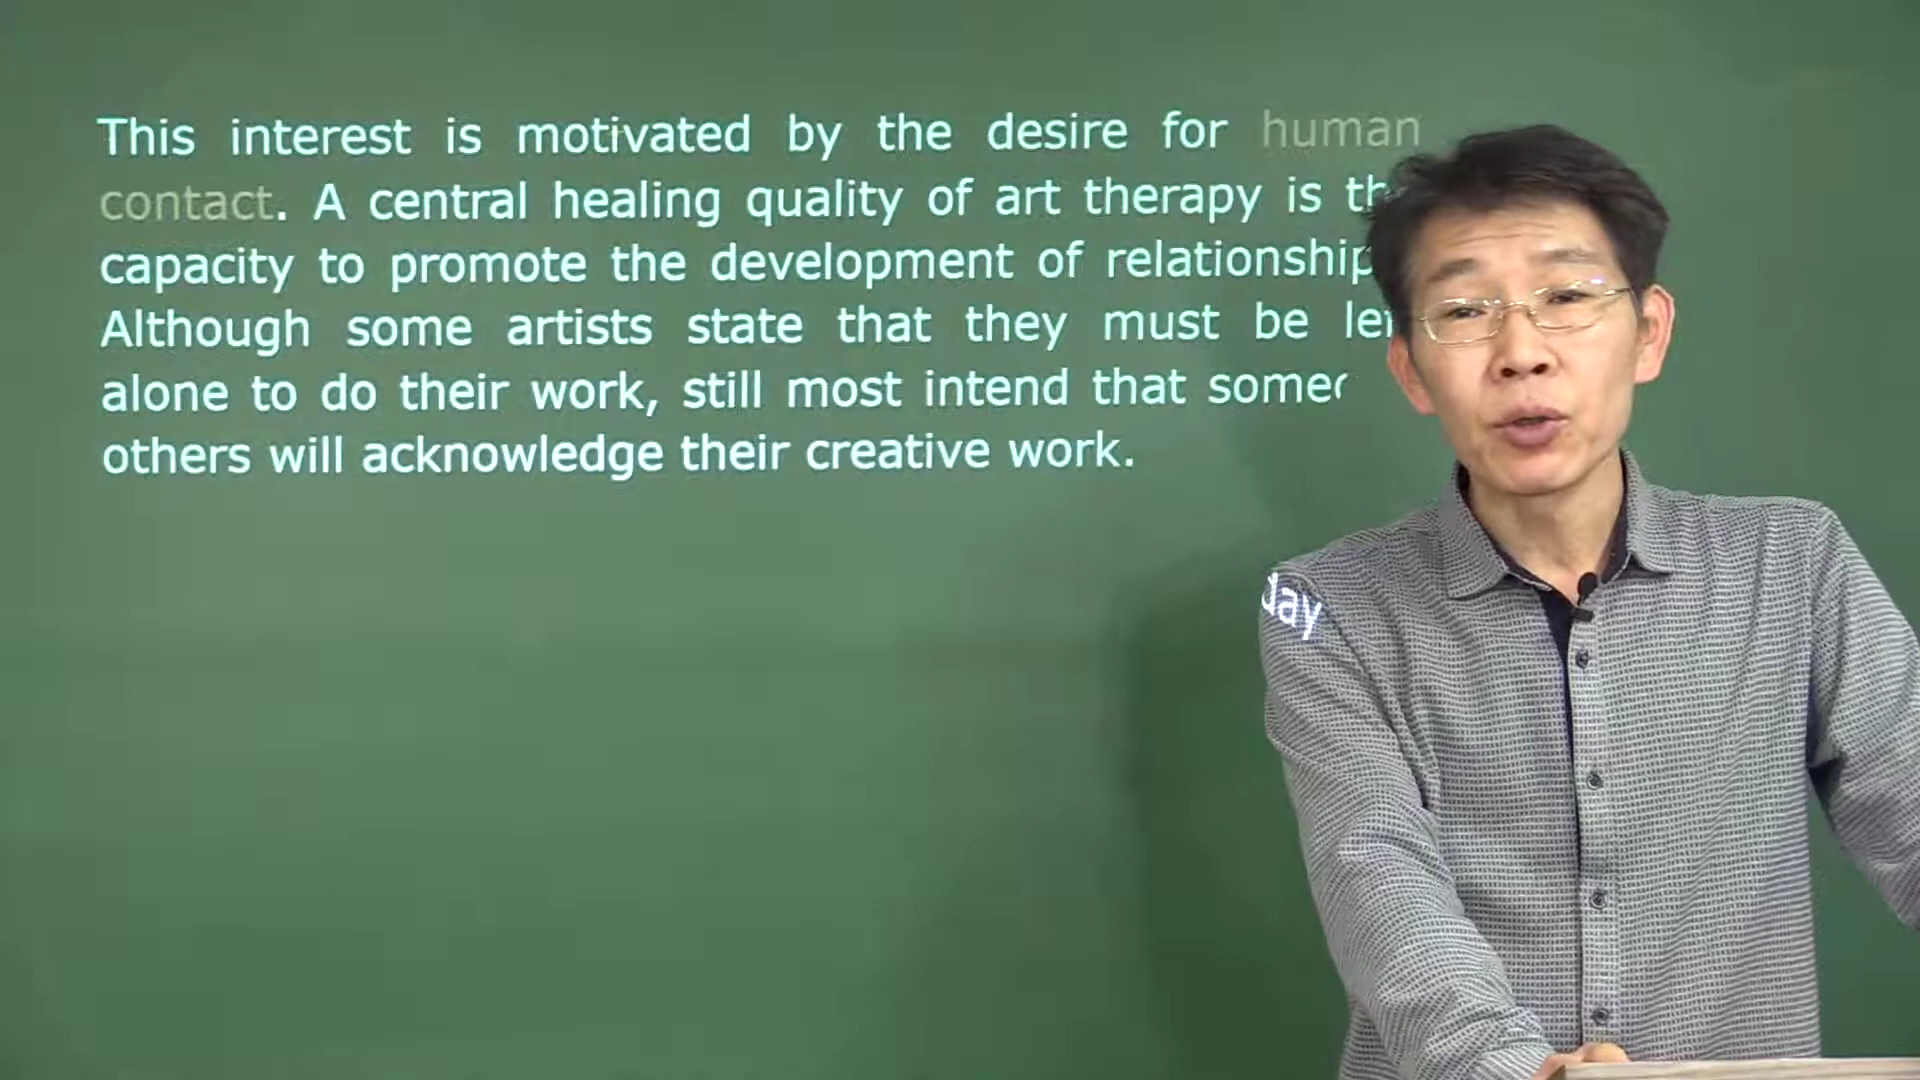 This interest is motivated by the desire for human
contact. A central healing quality of art therapy is
capacity to promote the development of
Although some artists state that they must be
alone to do their work, still most intend that
others will acknowledge their creative work.
day